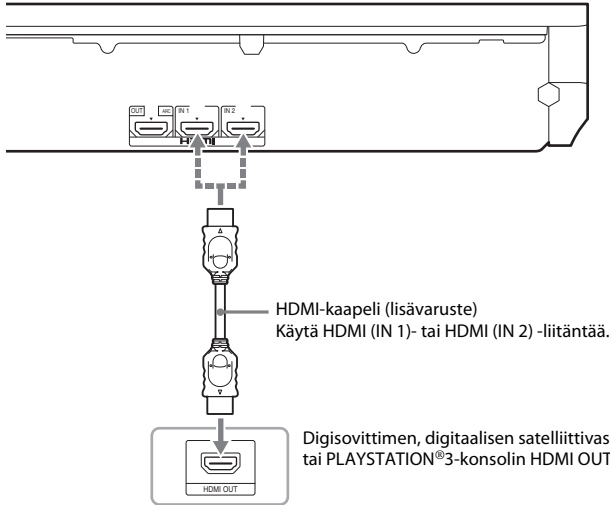 OUT ARC IN 1 IN 2
HDMI
HDMI-kaapeli (lisävaruste)
Käytä HDMI (IN 1)- tai HDMI (IN 2) -liitäntää.
Digisovittimen, digitaalisen satelliittivas
tai PLAYSTATION®3-konsolin HDMI OUT
HDMI OUT